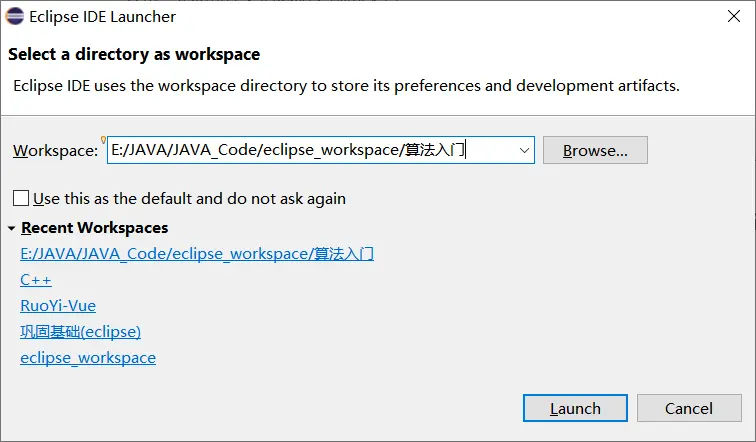 Eclipse IDE Launcher
Select a directory as workspace
Eclipse IDE uses the workspace directory to store its preferences and development artifacts.
Workspace: E:/JAVA/JAVA_Code/eclipse_workspace/算法入门 Browse...
Use this as the default and do not ask again
Recent Workspaces
E:/JAVA/JAVA_Code/eclipse_workspace/算法入门
C++
RuoYi-Vue
巩固基础(eclipse)
eclipse_workspace
Launch Cancel